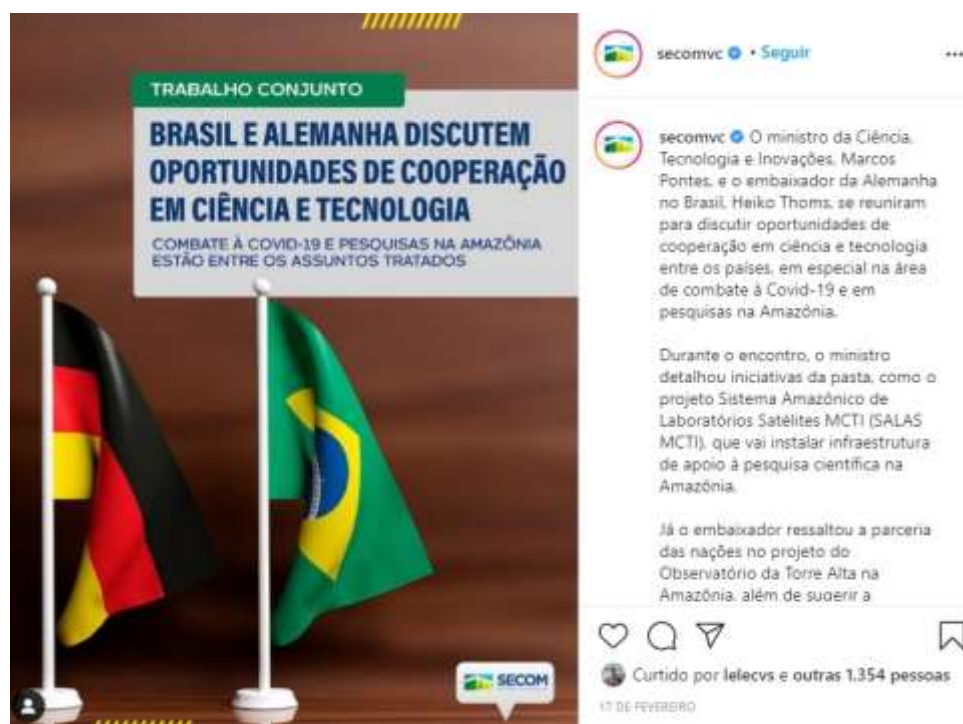 TRABALHO CONJUNTO
BRASIL E ALEMANHA DISCUTEM
OPORTUNIDADES DE COOPERAÇÃO
EM CIÊNCIA E TECNOLOGIA
COMBATE À COVID-19 E PESQUISAS NA AMAZÔNIA
ESTÃO ENTRE OS ASSUNTOS TRATADOS
SECOM
secomvc • Seguir
secomvc O ministro da Ciência,
Tecnologia e Inovações, Marcos
Pontes, e o embaixador da Alemanha
no Brasil, Heiko Thoms, se reuniram
para discutir oportunidades de
cooperação em ciência e tecnologia
entre os países, em especial na área
de combate à Covid-19 e em
pesquisas na Amazônia.
Durante o encontro, o ministro
detalhou iniciativas da pasta, como o
projeto Sistema Amazônico de
Laboratórios Satélites MCTI (SALAS
MCTI), que vai instalar infraestrutura
de apoio à pesquisa científica na
Amazônia.
Já o embaixador ressaltou a parceria
das nações no projeto do
Observatório da Torre Alta na
Amazônia, além de sugerir a
Curtido por lelecvs e outras 1.354 pessoas
17 DE FEVEREIRO